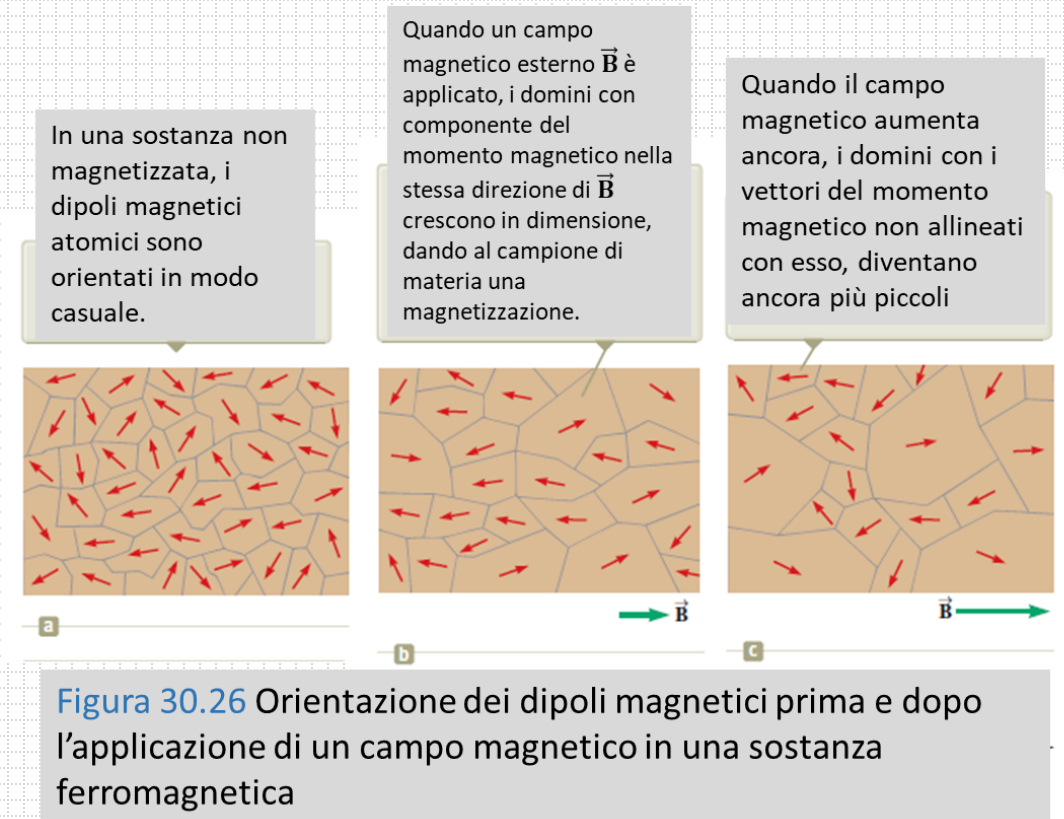 In una sostanza non
magnetizzata, i
dipoli magnetici
atomici sono
orientati in modo
casuale.
Quando un campo
magnetico esterno B⃗ è
applicato, i domini con
componente del
momento magnetico nella
stessa direzione di B⃗
crescono in dimensione,
dando al campione di
materia una
magnetizzazione.
Quando il campo
magnetico aumenta
ancora, i domini con i
vettori del momento
magnetico non allineati
con esso, diventano
ancora più piccoli
B⃗
B⃗
a
b
c
Figura 30.26 Orientazione dei dipoli magnetici prima e dopo
l’applicazione di un campo magnetico in una sostanza
ferromagnetica